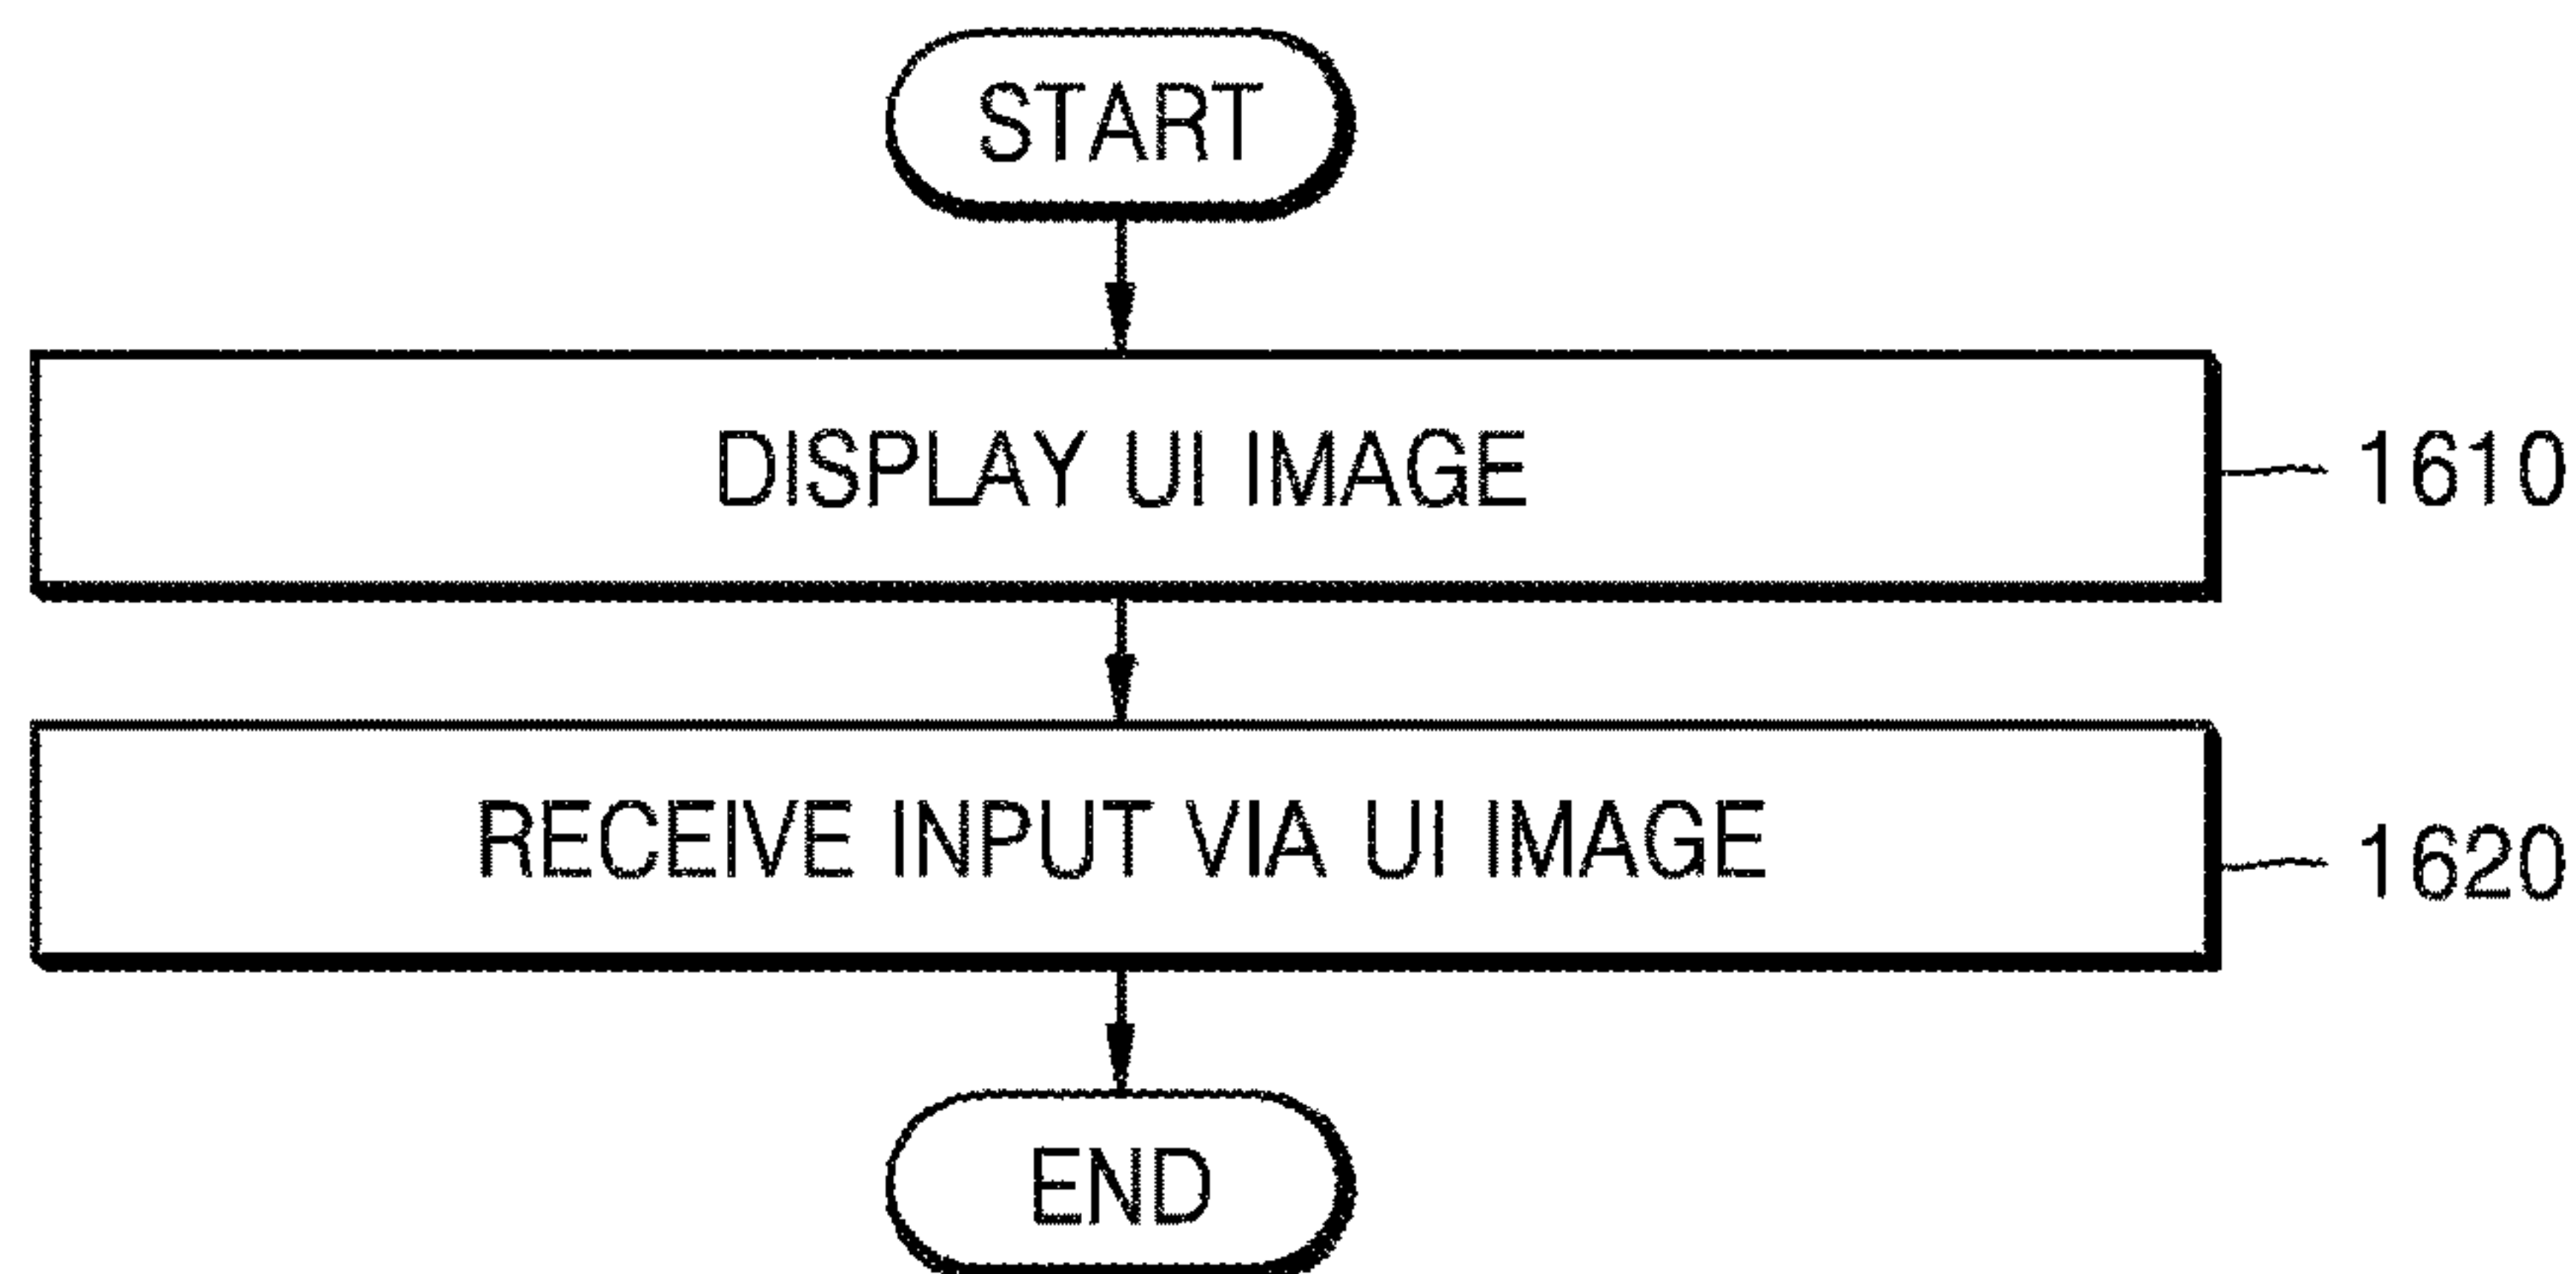 START
DISPLAY UI IMAGE
1610
RECEIVE INPUT VIA UI IMAGE
1620
END